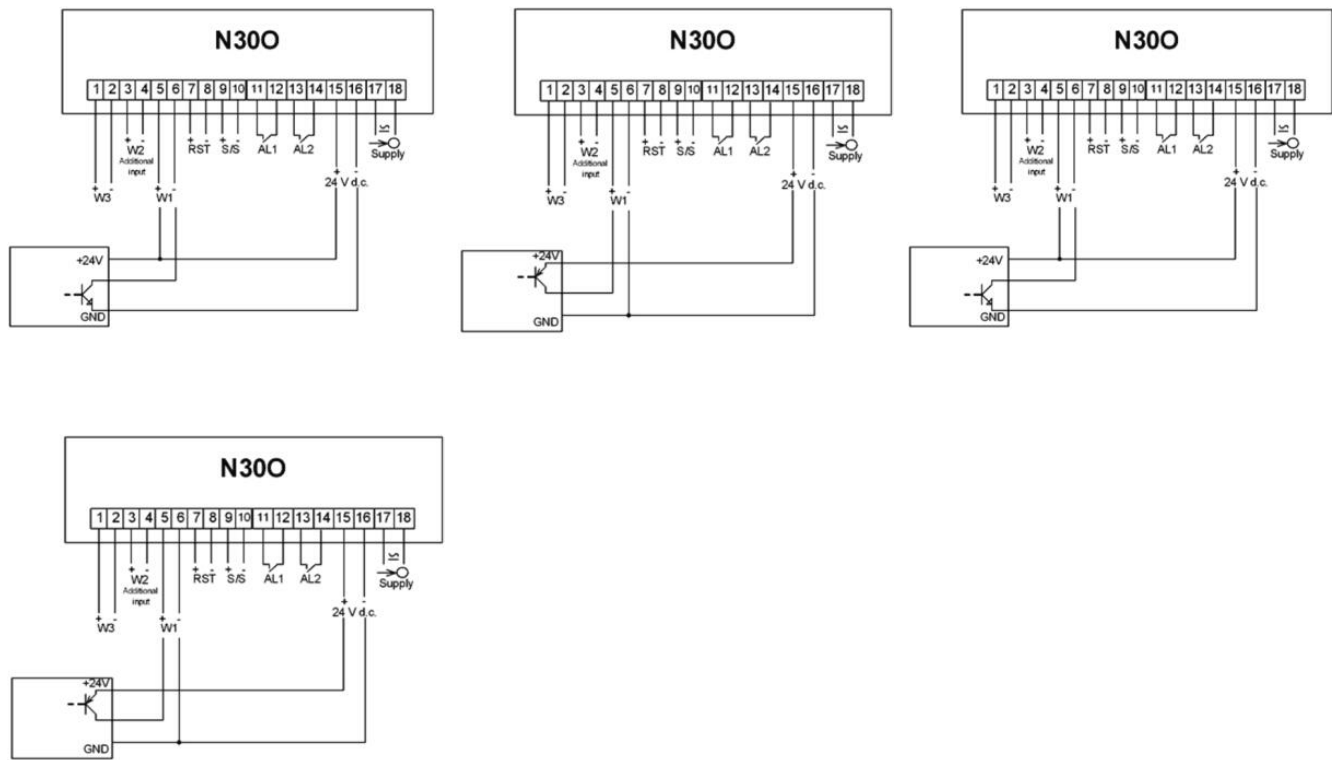 N30O
1 2 3 4 5 6 7 8 9 10 11 12 13 14 15 16 17 18
+ - + - + -
W2 RST S/S AL1 AL2 Supply
Additional
input
+ -
24 V d.c.
+ - + -
W3 W1
+24V
GND
N30O
1 2 3 4 5 6 7 8 9 10 11 12 13 14 15 16 17 18
+ - + - + -
W2 RST S/S AL1 AL2 Supply
Additional
input
+ -
24 V d.c.
+ - + -
W3 W1
+24V
GND
N30O
1 2 3 4 5 6 7 8 9 10 11 12 13 14 15 16 17 18
+ - + - + -
W2 RST S/S AL1 AL2 Supply
Additional
input
+ -
24 V d.c.
+ - + -
W3 W1
+24V
GND
N30O
1 2 3 4 5 6 7 8 9 10 11 12 13 14 15 16 17 18
+ - + - + -
W2 RST S/S AL1 AL2 Supply
Additional
input
+ -
24 V d.c.
+ - + -
W3 W1
+24V
GND